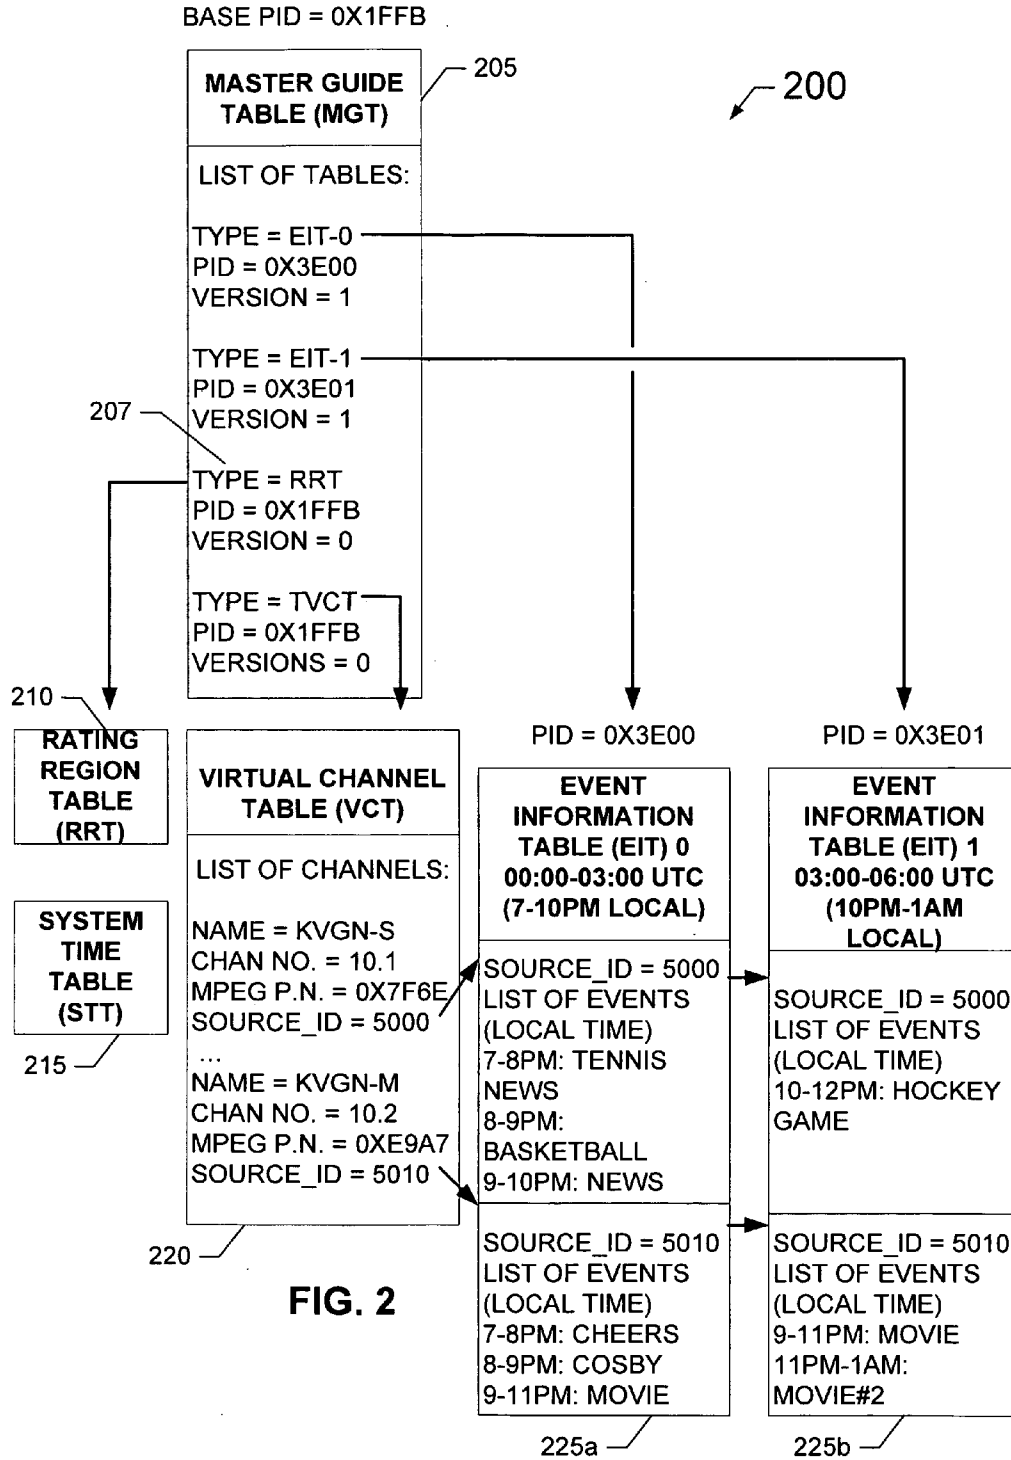 BASE PID = 0X1FFB
205
200
MASTER GUIDE
TABLE (MGT)
LIST OF TABLES:
TYPE = EIT-0
PID = 0X3E00
VERSION = 1
TYPE = EIT-1
PID = 0X3E01
VERSION = 1
207
TYPE = RRT
PID = 0X1FFB
VERSION = 0
TYPE = TVCT
PID = 0X1FFB
VERSIONS = 0
210
RATING
REGION
TABLE
(RRT)
SYSTEM
TIME
TABLE
(STT)
215
VIRTUAL CHANNEL
TABLE (VCT)
LIST OF CHANNELS:
NAME = KVGN-S
CHAN NO. = 10.1
MPEG P.N. = 0X7F6E
SOURCE_ID = 5000
...
NAME = KVGN-M
CHAN NO. = 10.2
MPEG P.N. = 0XE9A7
SOURCE_ID = 5010
220
PID = 0X3E00
EVENT
INFORMATION
TABLE (EIT) 0
00:00-03:00 UTC
(7-10PM LOCAL)
SOURCE_ID = 5000
LIST OF EVENTS
(LOCAL TIME)
7-8PM: TENNIS
NEWS
8-9PM:
BASKETBALL
9-10PM: NEWS
SOURCE_ID = 5010
LIST OF EVENTS
(LOCAL TIME)
7-8PM: CHEERS
8-9PM: COSBY
9-11PM: MOVIE
225a
PID = 0X3E01
EVENT
INFORMATION
TABLE (EIT) 1
03:00-06:00 UTC
(10PM-1AM
LOCAL)
SOURCE_ID = 5000
LIST OF EVENTS
(LOCAL TIME)
10-12PM: HOCKEY
GAME
SOURCE_ID = 5010
LIST OF EVENTS
(LOCAL TIME)
9-11PM: MOVIE
11PM-1AM:
MOVIE#2
225b
FIG. 2